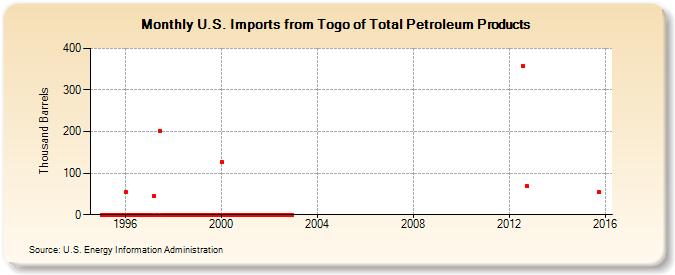 Monthly U.S. Imports from Togo of Total Petroleum Products
Thousand Barrels
400
300
200
100
0
1996 2000 2004 2008 2012 2016
Source: U.S. Energy Information Administration